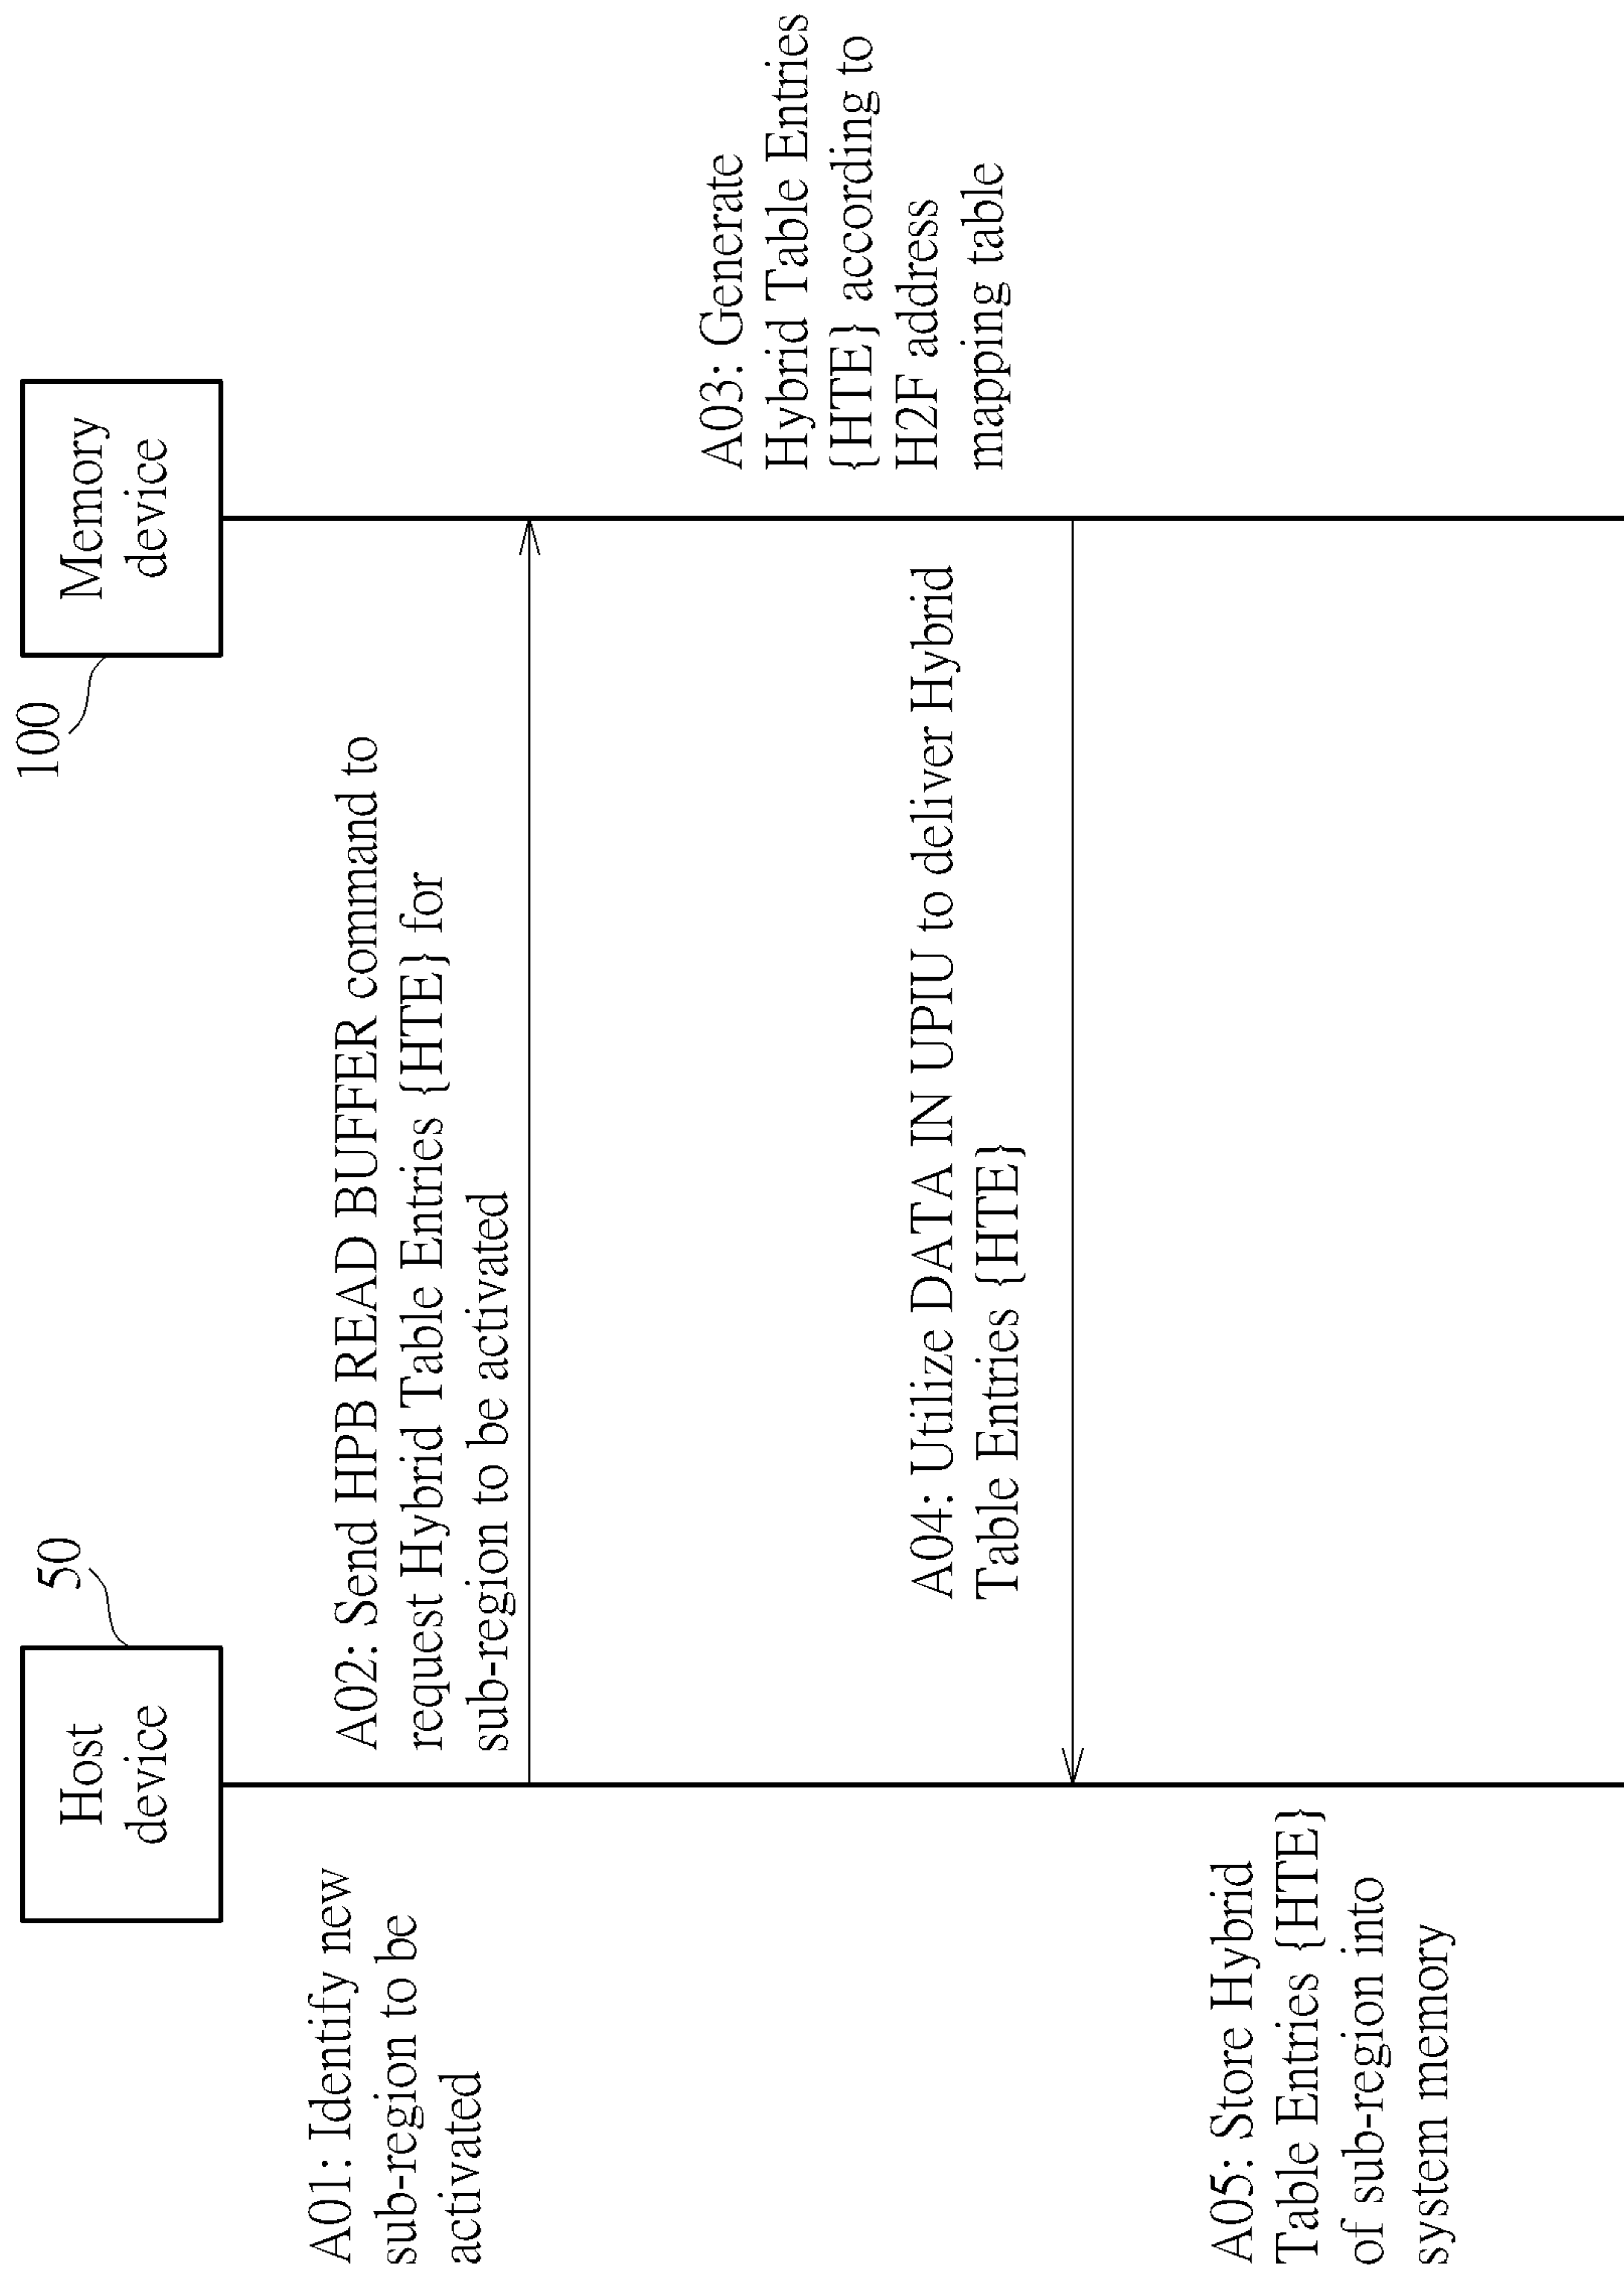 Host
device
50
100
Memory
device
A01: Identify new
sub-region to be
activated
A02: Send HPB READ BUFFER command to
request Hybrid Table Entries {HTE} for
sub-region to be activated
A03: Generate
Hybrid Table Entries
{HTE} according to
H2F address
mapping table
A04: Utilize DATA IN UPIU to deliver Hybrid
Table Entries {HTE}
A05: Store Hybrid
Table Entries {HTE}
of sub-region into
system memory